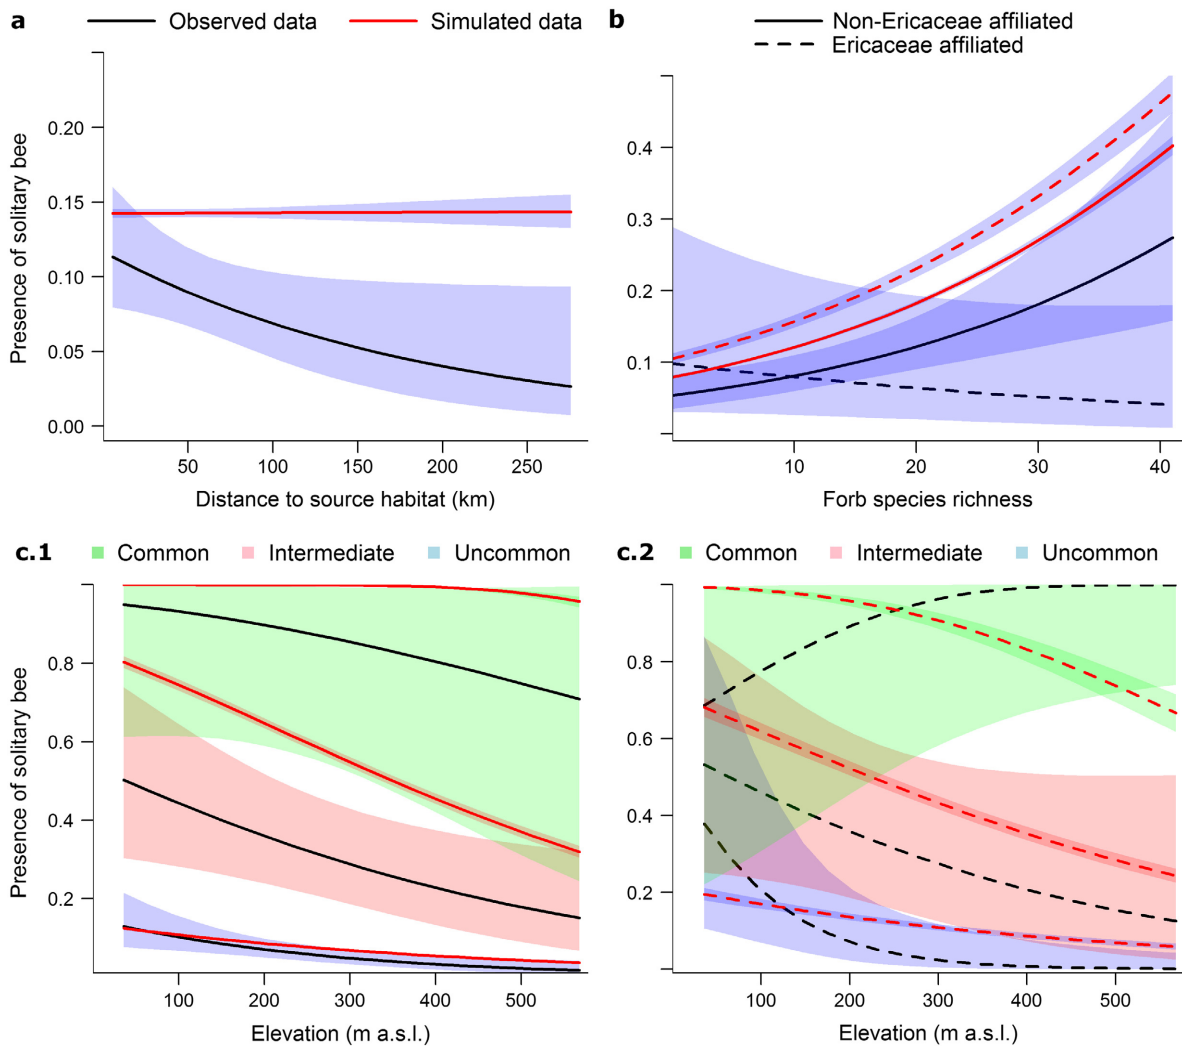 a
Observed data
Simulated data
Presence of solitary bee
0.20
0.15
0.10
0.05
0.00
50 100 150 200 250
Distance to source habitat (km)
b
Non-Ericaceae affiliated
Ericaceae affiliated
0.4
0.3
0.2
0.1
10 20 30 40
Forb species richness
c.1
Common Intermediate Uncommon
Presence of solitary bee
0.8
0.6
0.4
0.2
100 200 300 400 500
Elevation (m a.s.l.)
c.2
Common Intermediate Uncommon
0.8
0.6
0.4
0.2
100 200 300 400 500
Elevation (m a.s.l.)